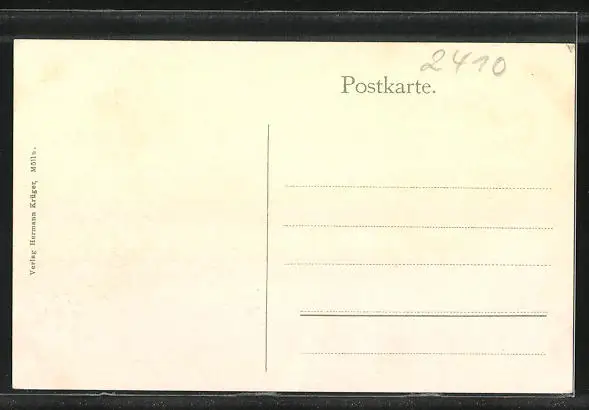 2410
Postkarte.
Verlag Hermann Krüger, Mölln.